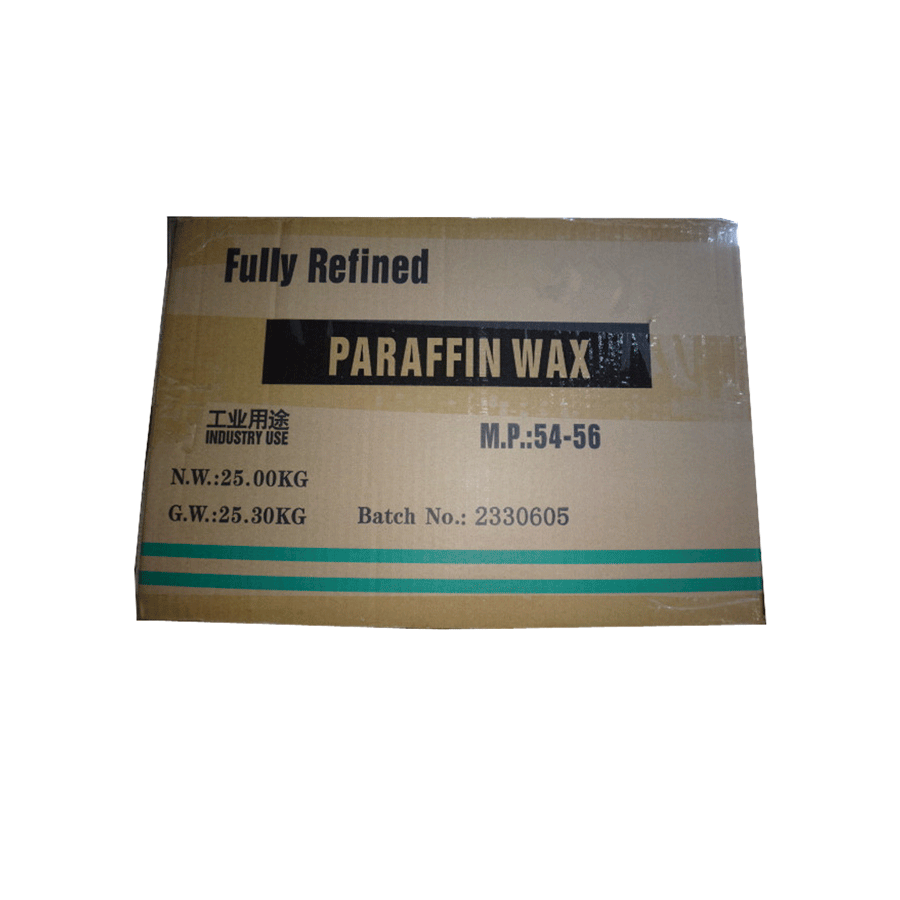 Fully Refined
PARAFFIN WAX
工业用途
INDUSTRY USE
M.P.:54-56
N.W.:25.00KG
G.W.:25.30KG
Batch No.: 2330605